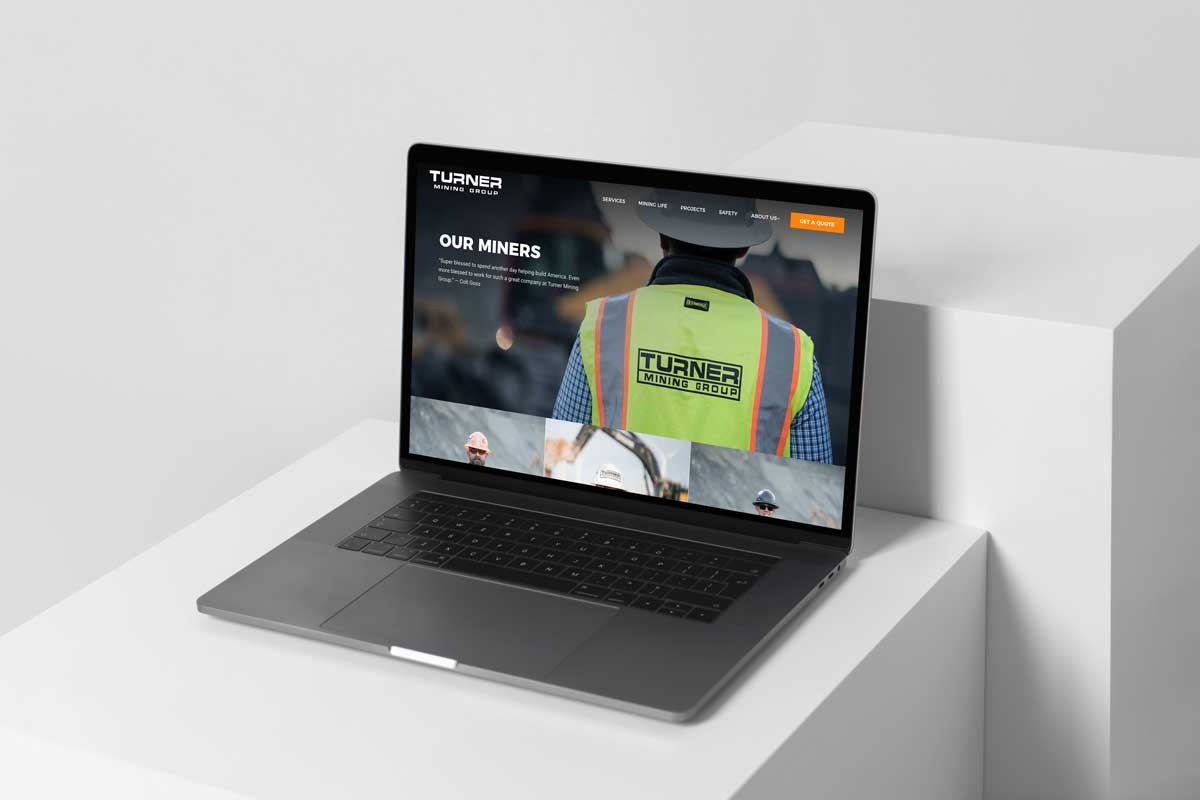 TURNER
MINING GROUP
SERVICES
MINING LIFE
PROJECTS
SAFETY
ABOUT US
GET A QUOTE
OUR MINERS
"Super blessed to spend another day helping build America. Even
more blessed to work for such a great company at Turner Mining
Group." — Colt Goss
TURNER
MINING GROUP
TURNER